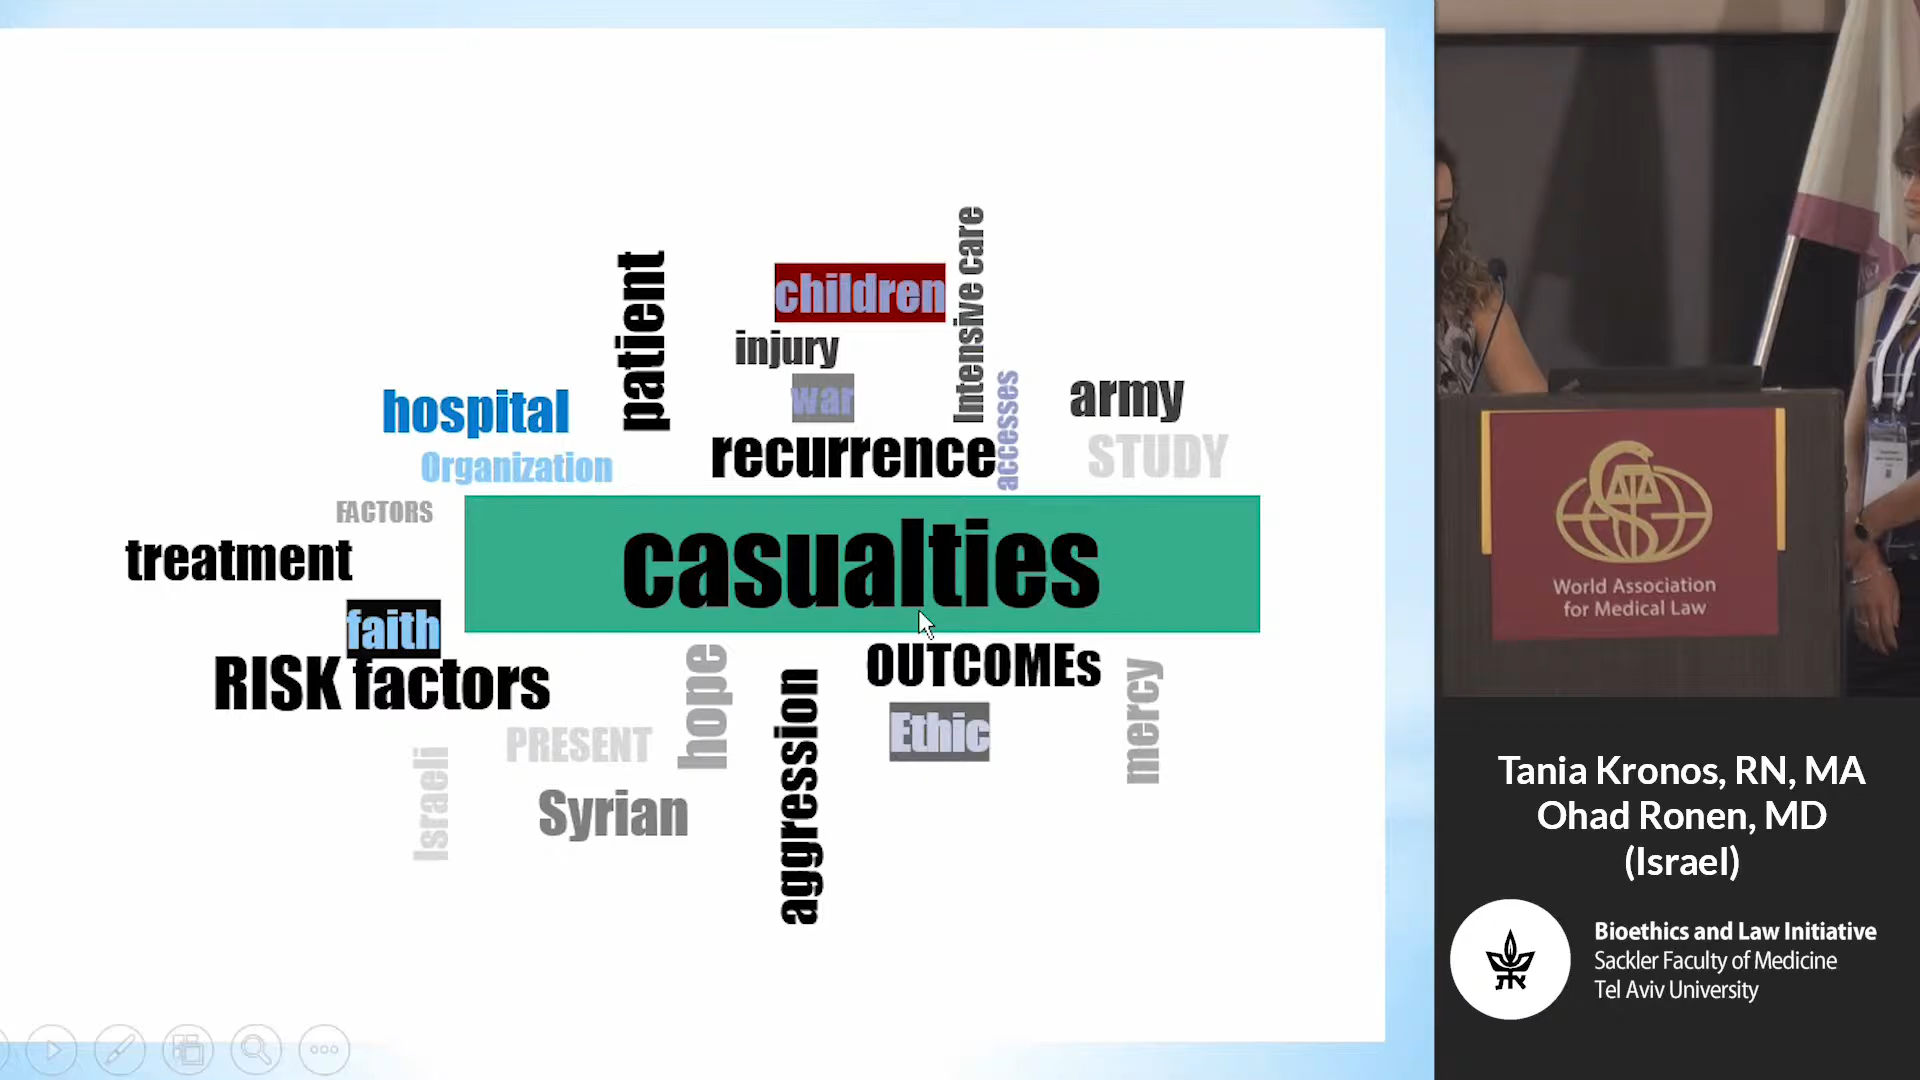 Intensive care
patient
children
injury
war
accesses
army
hospital
recurrence
STUDY
Organization
FACTORS
treatment
casualties
faith
RISK factors
hope
OUTCOMEs
mercy
aggression
Ethic
PRESENT
Israeli
Syrian
World Association
for Medical Law
Tania Kronos, RN, MA
Ohad Ronen, MD
(Israel)
Bioethics and Law Initiative
Sackler Faculty of Medicine
Tel Aviv University